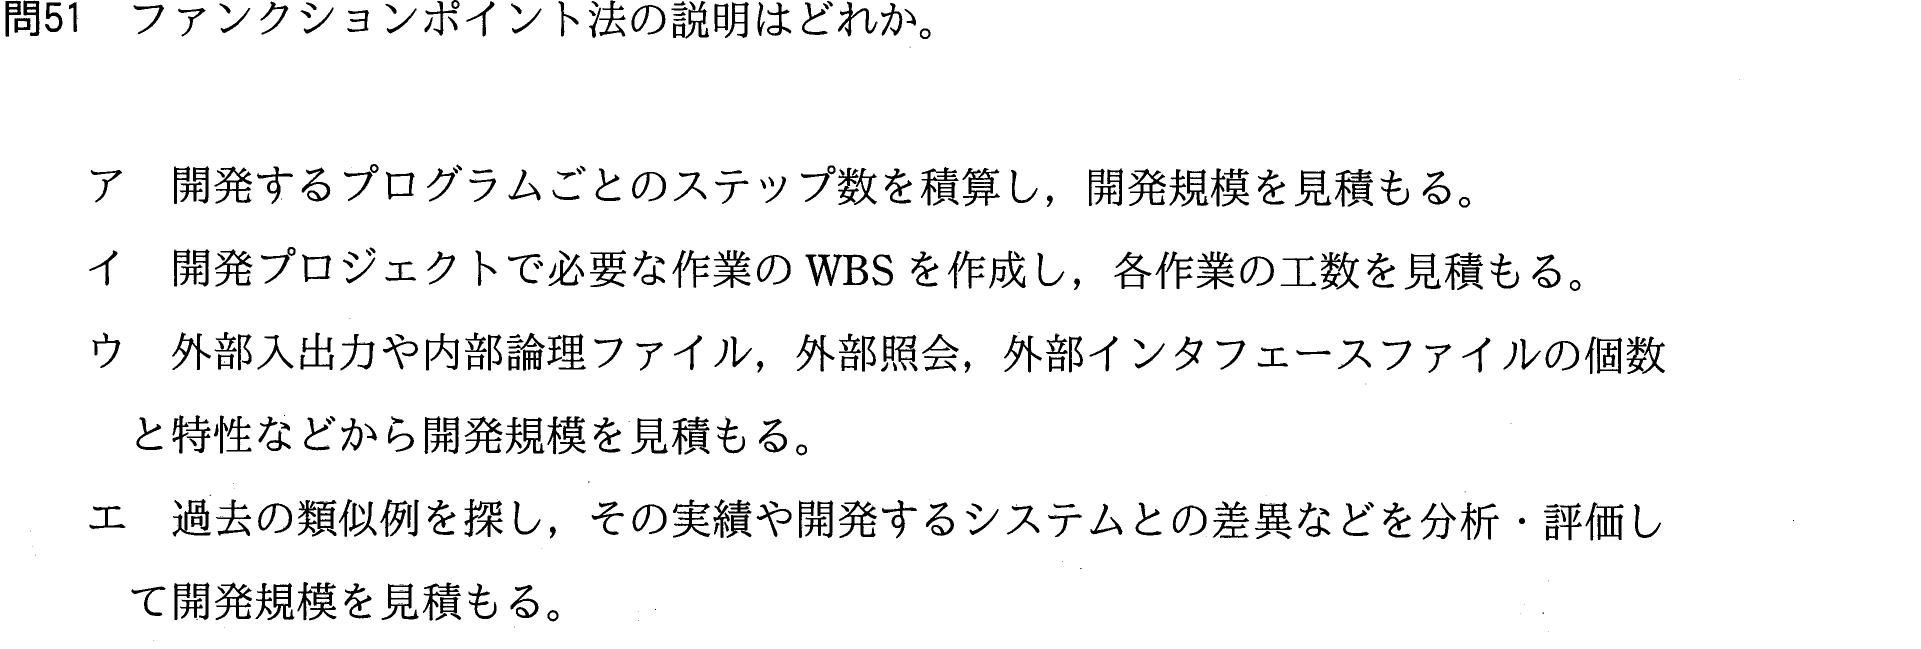 問51 ファンクションポイント法の説明はどれか。
ア 開発するプログラムごとのステップ数を積算し，開発規模を見積もる。
イ 開発プロジェクトで必要な作業の WBS を作成し，各作業の工数を見積もる。
ウ 外部入出力や内部論理ファイル，外部照会，外部インタフェースファイルの個数
と特性などから開発規模を見積もる。
エ 過去の類似例を探し，その実績や開発するシステムとの差異などを分析・評価し
て開発規模を見積もる。